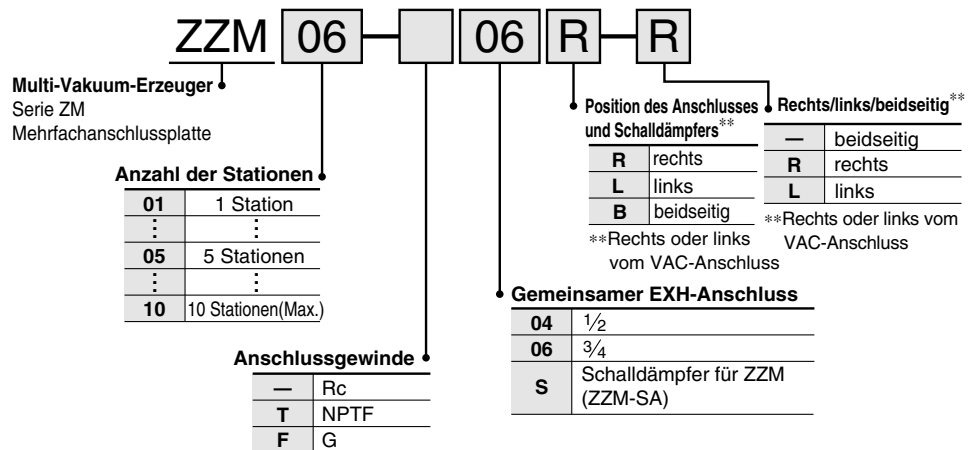 ZZM 06 — 06 R — R
Multi-Vakuum-Erzeuger
Serie ZM
Mehrfachanschlussplatte
Anzahl der Stationen
01 1 Station
⋮ ⋮
05 5 Stationen
⋮ ⋮
10 10 Stationen(Max.)
Anschlussgewinde
— Rc
T NPTF
F G
Gemeinsamer EXH-Anschluss
04 1/2
06 3/4
S Schalldämpfer für ZZM
(ZZM-SA)
Position des Anschlusses
und Schalldämpfers**
R rechts
L links
B beidseitig
**Rechts oder links
vom VAC-Anschluss
Rechts/links/beidseitig**
— beidseitig
R rechts
L links
**Rechts oder links vom
VAC-Anschluss